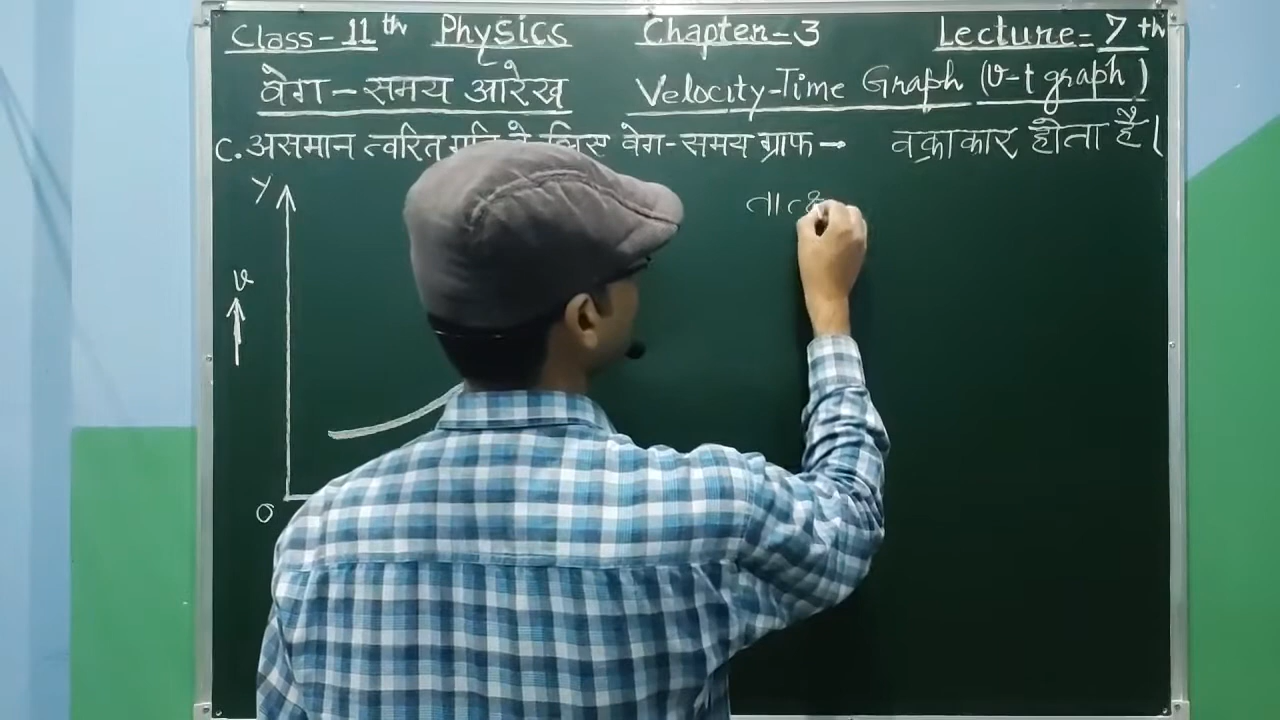 Class-11th Physics Chapter-3 Lecture-7th
वेग-समय आरेख Velocity-Time Graph (v-t graph)
C. असमान त्वरित वेग-समय ग्राफ → वक्राकार होता है।
Y
v
O